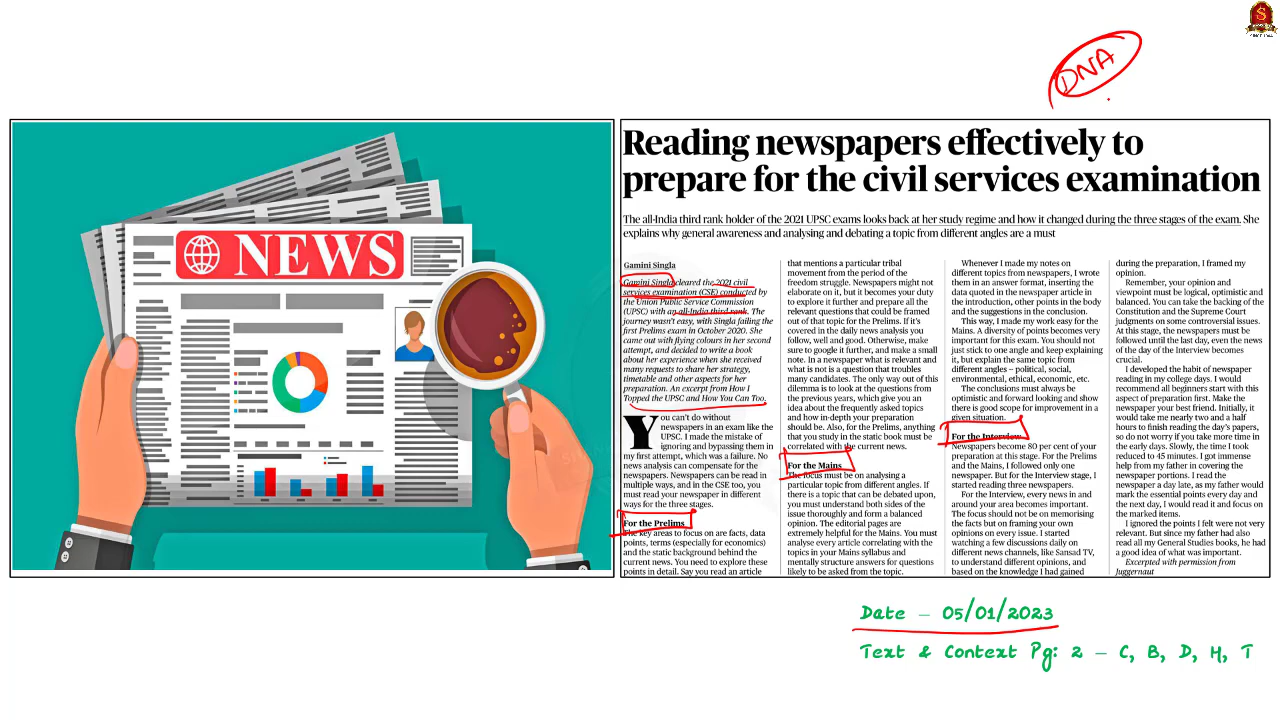 DNA
NEWS
Reading newspapers effectively to
prepare for the civil services examination
The all-India third rank holder of the 2021 UPSC exams looks back at her study regime and how it changed during the three stages of the exam. She
explains why general awareness and analysing and debating a topic from different angles are a must
Gamini Singla
Gamini Singla cleared the 2021 civil
services examination (CSE) conducted by
the Union Public Service Commission
(UPSC) with an all-India third rank. The
journey wasn't easy, with Singla failing the
first Prelims exam in October 2020. She
came out with flying colours in her second
attempt, and decided to write a book
about her experience when she received
many requests to share her strategy,
timetable and other aspects for her
preparation. An excerpt from How I
Topped the UPSC and How You Can Too.
You can't do without
newspapers in an exam like the
UPSC. I made the mistake of
ignoring and bypassing them in
my first attempt, which was a failure. No
news analysis can compensate for the
newspapers. Newspapers can be read in
multiple ways, and in the CSE too, you
must read your newspaper in different
ways for the three stages.
For the Prelims
The key areas to focus on are facts, data
points, terms (especially for economics)
and the static background behind the
current news. You need to explore these
points in detail. Say you read an article
that mentions a particular tribal
movement from the period of the
freedom struggle. Newspapers might not
elaborate on it, but it becomes your duty
to explore it further and prepare all the
relevant questions that could be framed
out of that topic for the Prelims. If it's
covered in the daily news analysis you
follow, well and good. Otherwise, make
sure to google it further, and make a small
note. In a newspaper what is relevant and
what is not is a question that troubles
many candidates. The only way out of this
dilemma is to look at the questions from
the previous years, which give you an
idea about the frequently asked topics
and how in-depth your preparation
should be. Also, for the Prelims, anything
that you study in the static book must be
correlated with the current news.
For the Mains
The focus must be on analysing a
particular topic from different angles. If
there is a topic that can be debated upon,
you must understand both sides of the
issue thoroughly and form a balanced
opinion. The editorial pages are
extremely helpful for the Mains. You must
analyse every article correlating with the
topics in your Mains syllabus and
mentally structure answers for questions
likely to be asked from the topic.
Whenever I made my notes on
different topics from newspapers, I wrote
them in an answer format, inserting the
data quoted in the newspaper article in
the introduction, other points in the body
and the suggestions in the conclusion.
This way, I made my work easy for the
Mains. A diversity of points becomes very
important for this exam. You should not
just stick to one angle and keep explaining
it, but explain the same topic from
different angles – political, social,
environmental, ethical, economic, etc.
The conclusions must always be
optimistic and forward looking and show
there is good scope for improvement in a
given situation.
For the Interview
Newspapers become 80 per cent of your
preparation at this stage. For the Prelims
and the Mains, I followed only one
newspaper. But for the Interview stage, I
started reading three newspapers.
For the Interview, every news in and
around your area becomes important.
The focus should not be on memorising
the facts but on framing your own
opinions on every issue. I started
watching a few discussions daily on
different news channels, like Sansad TV,
to understand different opinions, and
based on the knowledge I had gained
during the preparation, I framed my
opinion.
Remember, your opinion and
viewpoint must be logical, optimistic and
balanced. You can take the backing of the
Constitution and the Supreme Court
judgments on some controversial issues.
At this stage, the newspapers must be
followed until the last day, even the news
of the day of the Interview becomes
crucial.
I developed the habit of newspaper
reading in my college days. I would
recommend all beginners start with this
aspect of preparation first. Make the
newspaper your best friend. Initially, it
would take me nearly two and a half
hours to finish reading the day's papers,
so do not worry if you take more time in
the early days. Slowly, the time I took
reduced to 45 minutes. I got immense
help from my father in covering the
newspaper portions. I read the
newspaper a day late, as my father would
mark the essential points every day and
the next day, I would read it and focus on
the marked items.
I ignored the points I felt were not very
relevant. But since my father had also
read all my General Studies books, he had
a good idea of what was important.
Excerpted with permission from
Juggernaut
Date – 05/01/2023
Text & Context Pg: 2 – C, B, D, H, T